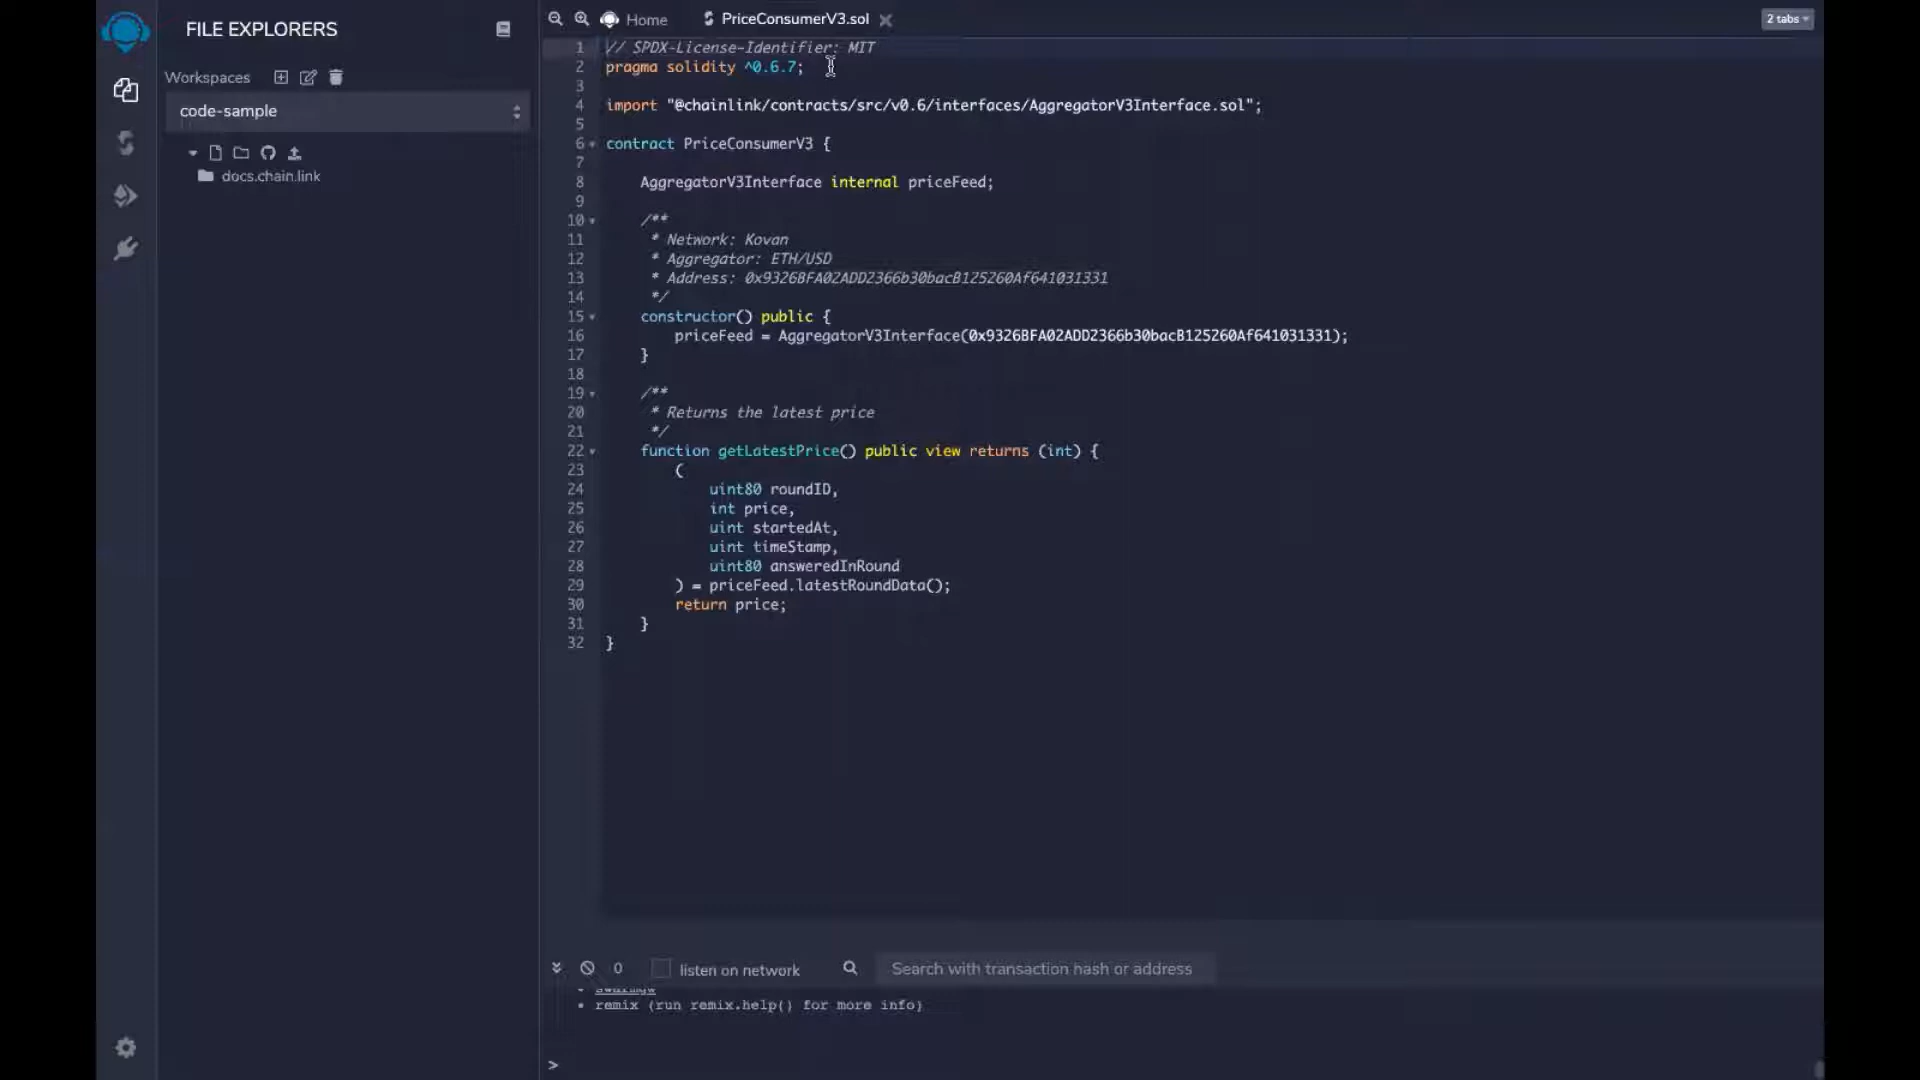 FILE EXPLORERS
Workspaces
code-sample
docs.chain.link
Home
PriceConsumerV3.sol
2 tabs
1 // SPDX-License-Identifier: MIT
2 pragma solidity ^0.6.7;
3
4 import "@chainlink/contracts/src/v0.6/interfaces/AggregatorV3Interface.sol";
5
6 contract PriceConsumerV3 {
7
8 AggregatorV3Interface internal priceFeed;
9
10 /**
11 * Network: Kovan
12 * Aggregator: ETH/USD
13 * Address: 0x9326BFA02ADD2366b30bacB125260Af641031331
14 */
15 constructor() public {
16 priceFeed = AggregatorV3Interface(0x9326BFA02ADD2366b30bacB125260Af641031331);
17 }
18
19 /**
20 * Returns the latest price
21 */
22 function getLatestPrice() public view returns (int) {
23 (
24 uint80 roundID,
25 int price,
26 uint startedAt,
27 uint timeStamp,
28 uint80 answeredInRound
29 ) = priceFeed.latestRoundData();
30 return price;
31 }
32 }
0
listen on network
Search with transaction hash or address
• remix (run remix.help() for more info)
>